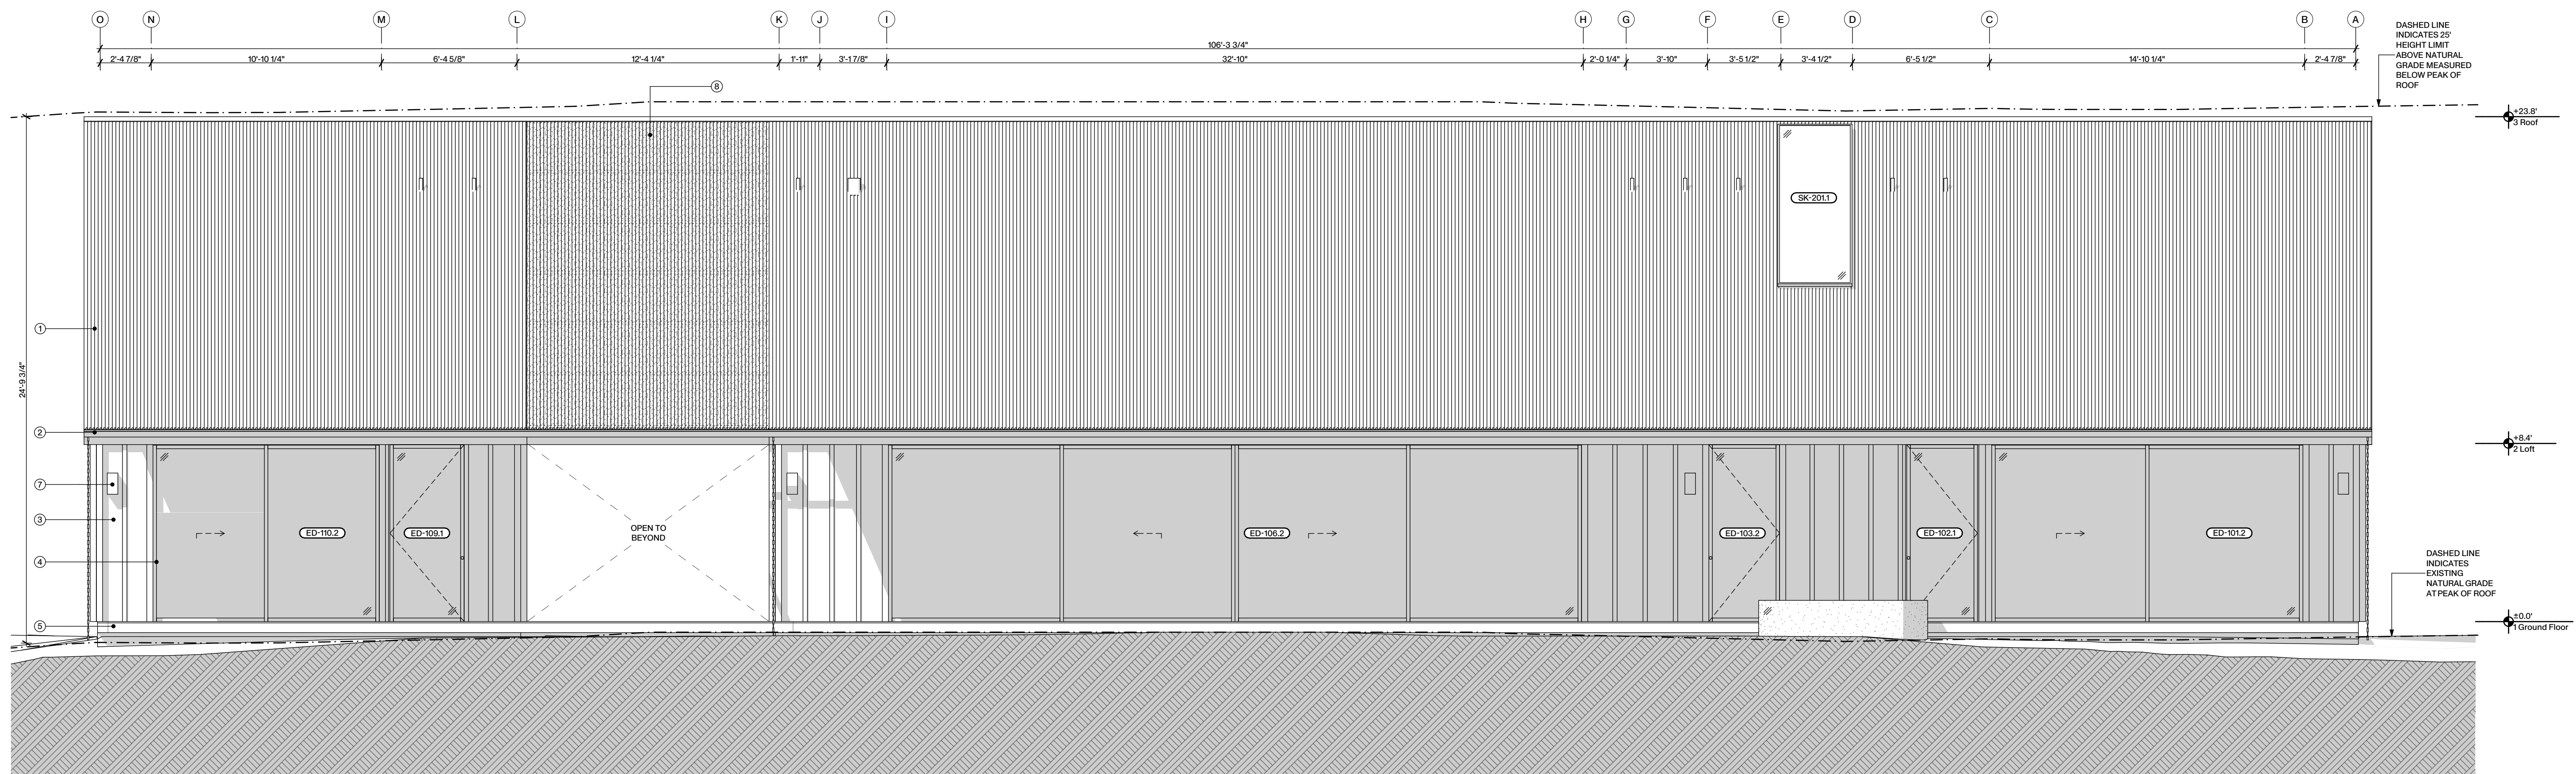 O N M L K J I H G F E D C B A
106'-3 3/4"
2'-4 7/8" 10'-10 1/4" 6'-4 5/8" 12'-4 1/4" 1'-11" 3'-1 7/8" 32'-10" 2'-0 1/4" 3'-10" 3'-5 1/2" 3'-4 1/2" 6'-5 1/2" 14'-10 1/4" 2'-4 7/8"
DASHED LINE
INDICATES 25'
HEIGHT LIMIT
ABOVE NATURAL
GRADE MEASURED
BELOW PEAK OF
ROOF
8
+23.8'
3 Roof
SK-201.1
1
24'-9 3/4"
2
+8.4'
2 Loft
7
3
ED-110.2
ED-109.1
OPEN TO
BEYOND
ED-106.2
ED-103.2
ED-102.1
ED-101.2
4
DASHED LINE
INDICATES
EXISTING
NATURAL GRADE
AT PEAK OF ROOF
5
±0.0'
1 Ground Floor